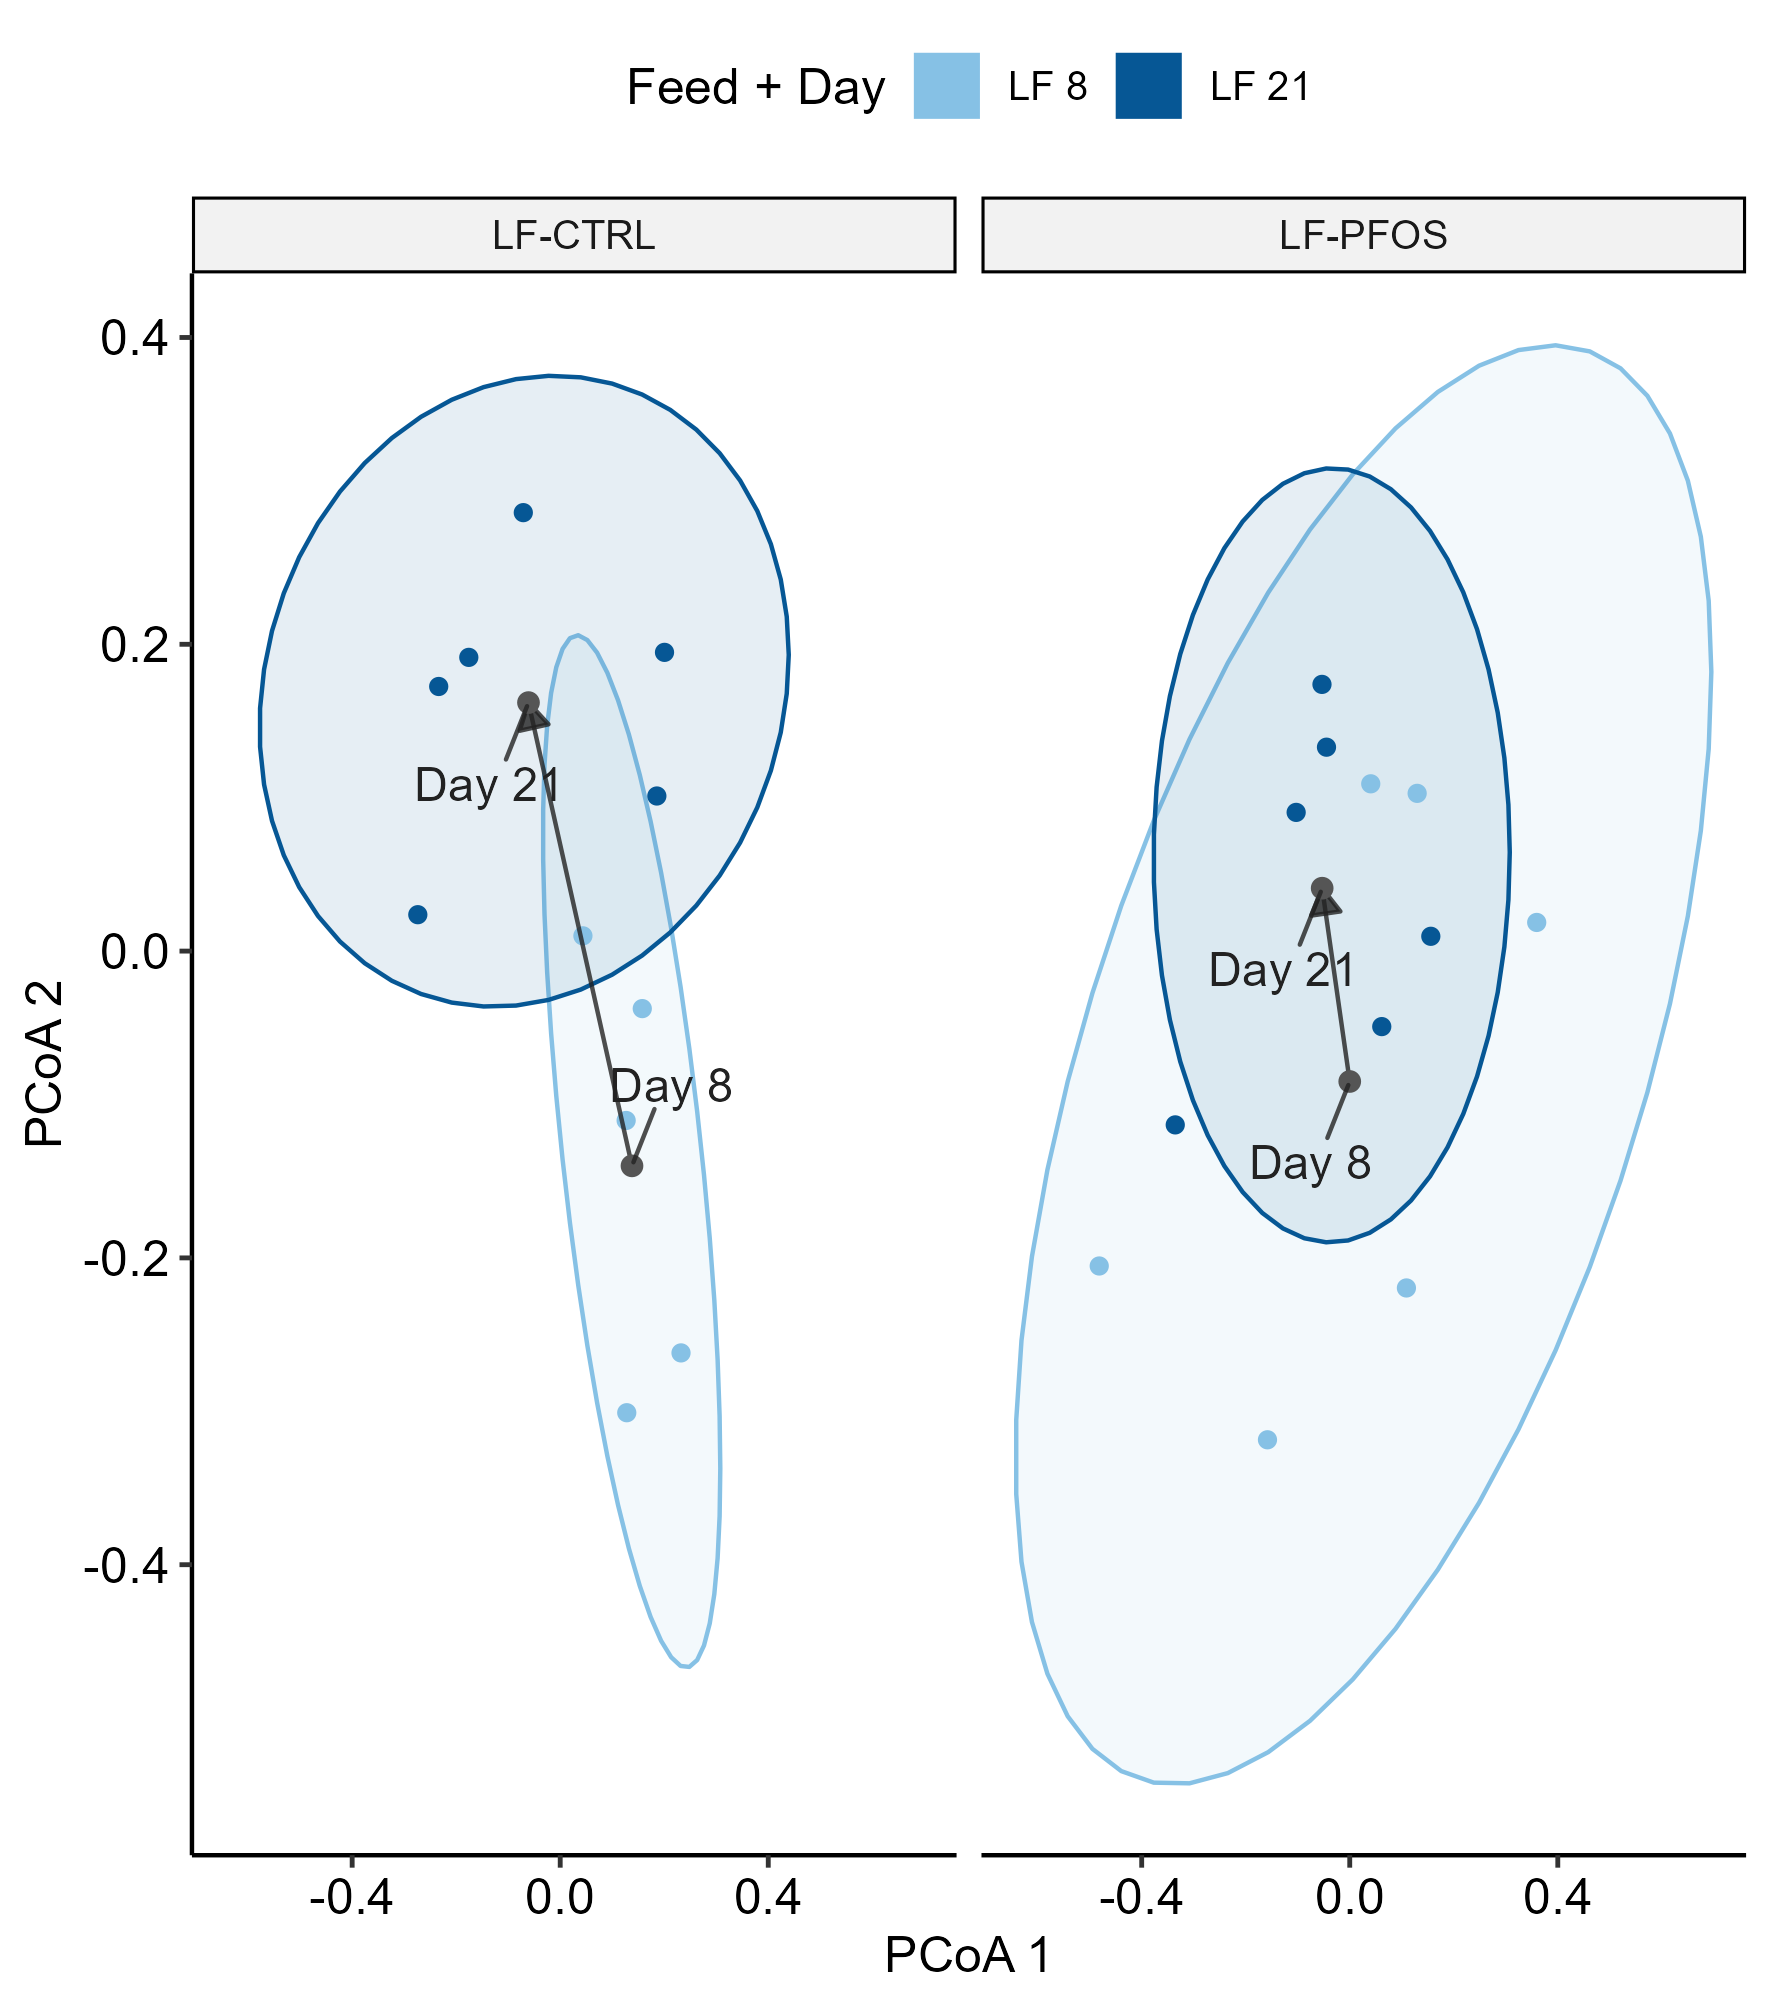 Feed + Day LF 8 LF 21
LF-CTRL LF-PFOS
0.4
0.2
0.0
-0.2
-0.4
Day 21
Day 8
Day 21
Day 8
PCoA 2
-0.4 0.0 0.4 -0.4 0.0 0.4
PCoA 1